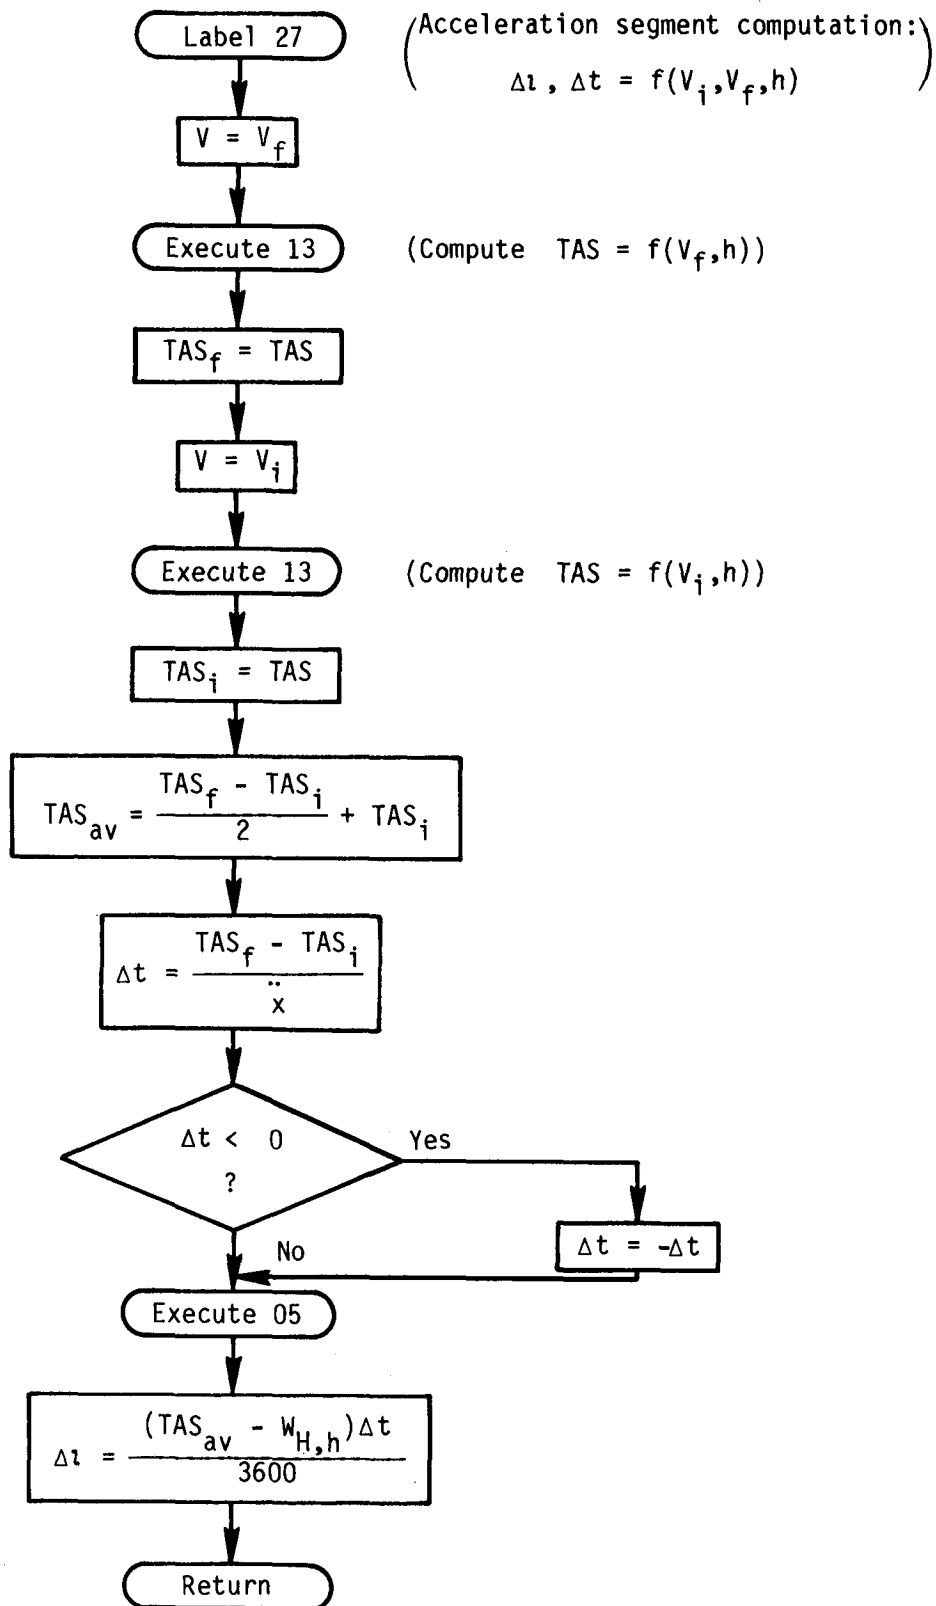 Label 27
(Acceleration segment computation:
Δl , Δt = f(V_i,V_f,h))
V = V_f
Execute 13
(Compute TAS = f(V_f,h))
TAS_f = TAS
V = V_i
Execute 13
(Compute TAS = f(V_i,h))
TAS_i = TAS
TAS_av = (TAS_f - TAS_i)/2 + TAS_i
Δt = (TAS_f - TAS_i)/ẍ
Δt < 0
?
Yes
Δt = -Δt
No
Execute 05
Δl = (TAS_av - W_H,h)Δt/3600
Return